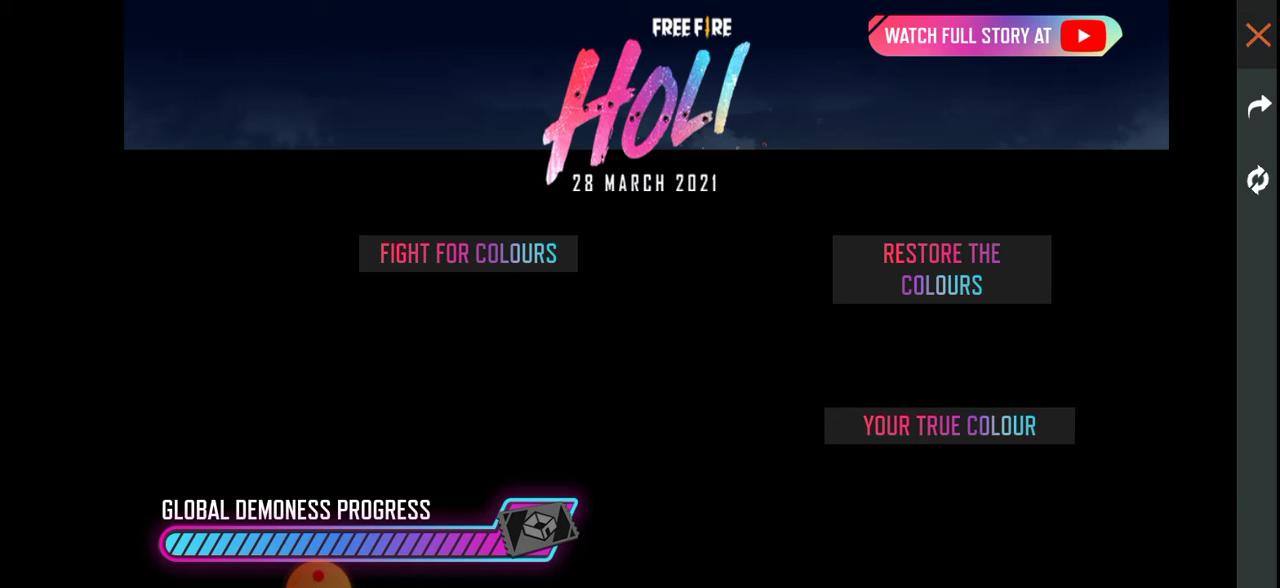 FREE FIRE
WATCH FULL STORY AT
HOLI
28 MARCH 2021
FIGHT FOR COLOURS
RESTORE THE
COLOURS
YOUR TRUE COLOUR
GLOBAL DEMONESS PROGRESS